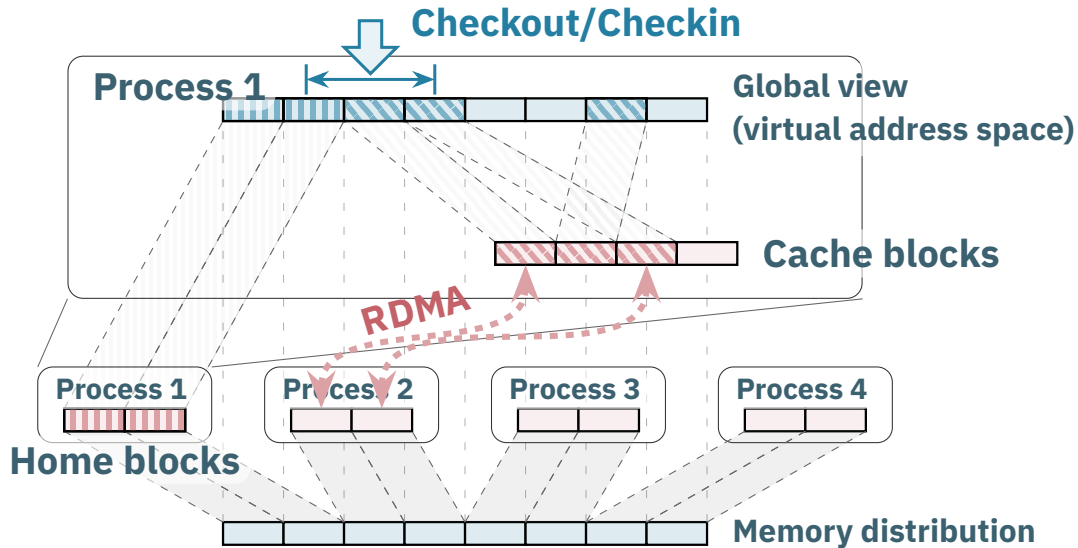 Checkout/Checkin
Process 1
Global view
(virtual address space)
Cache blocks
RDMA
Process 1
Process 2
Process 3
Process 4
Home blocks
Memory distribution